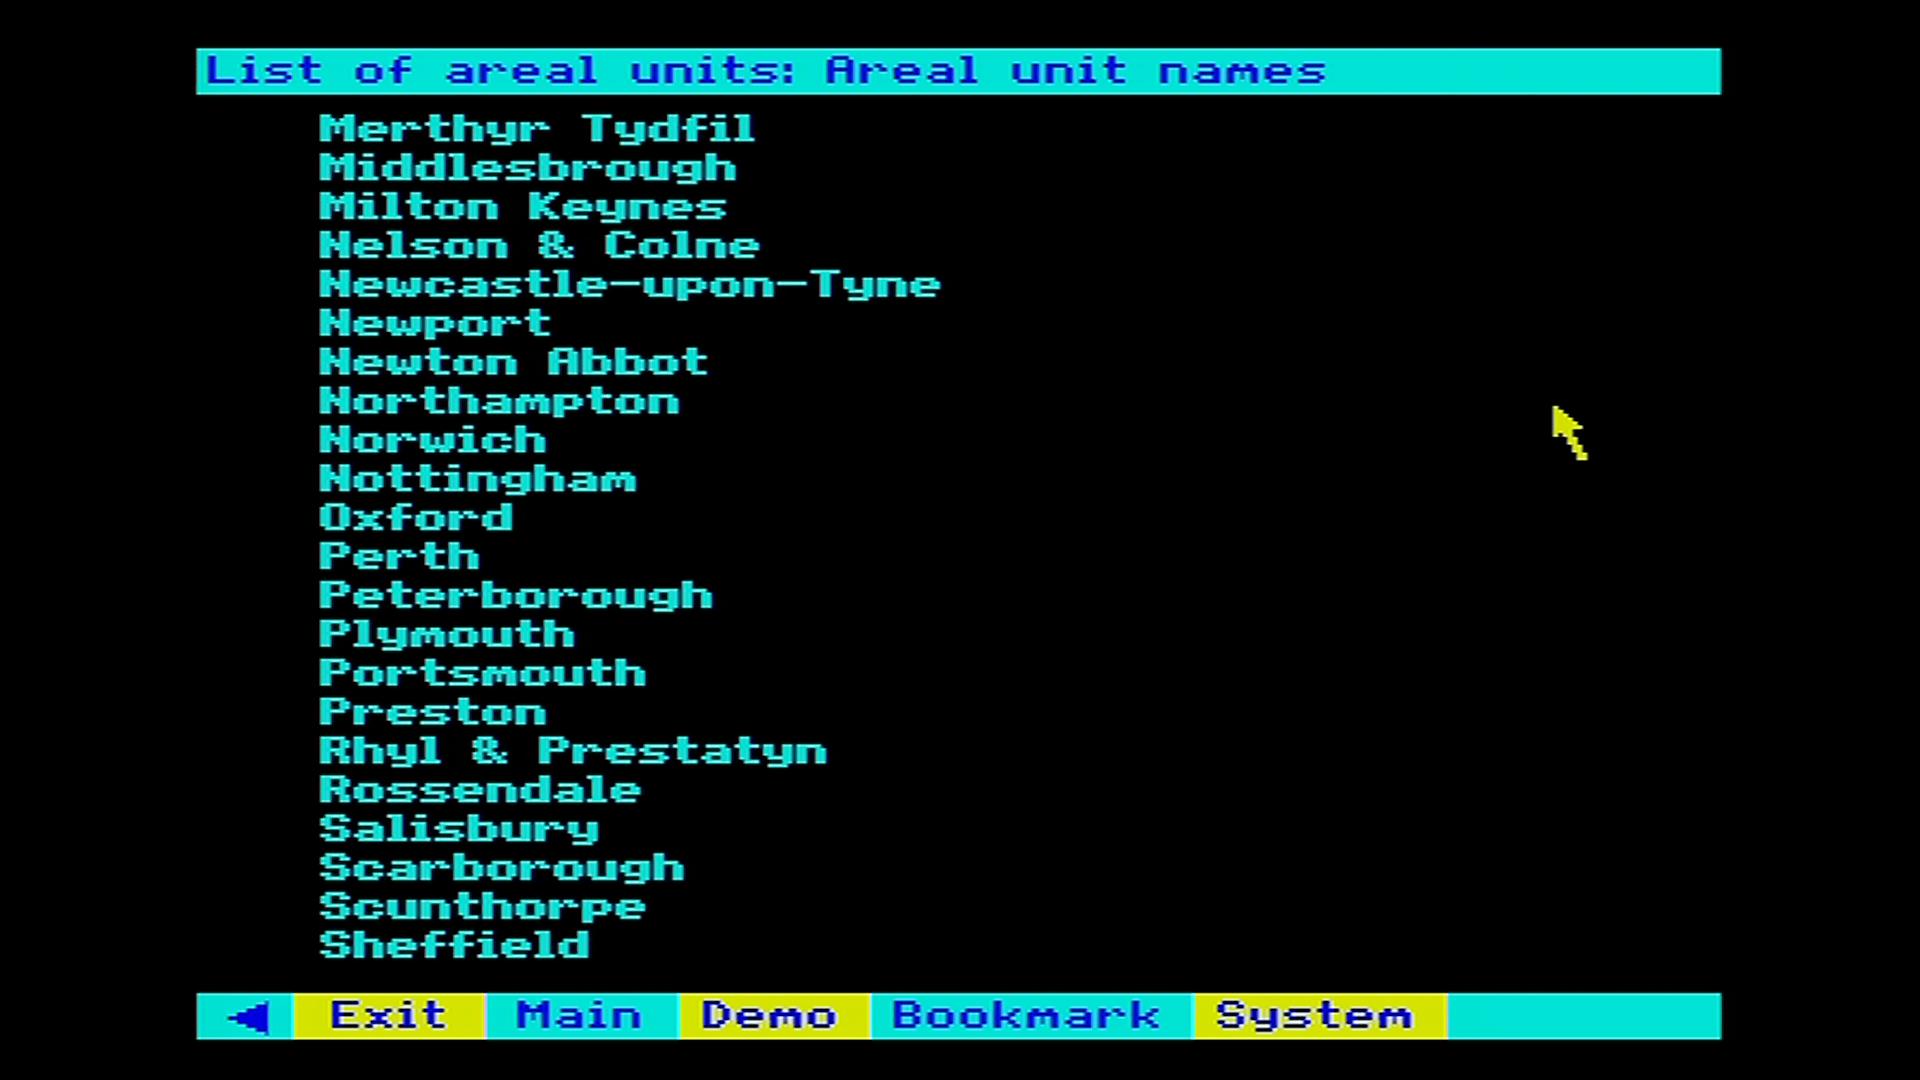 List of areal units: Areal unit names
Merthyr Tydfil
Middlesbrough
Milton Keynes
Nelson & Colne
Newcastle-upon-Tyne
Newport
Newton Abbot
Northampton
Norwich
Nottingham
Oxford
Perth
Peterborough
Plymouth
Portsmouth
Preston
Rhyl & Prestatyn
Rossendale
Salisbury
Scarborough
Scunthorpe
Sheffield
Exit Main Demo Bookmark System